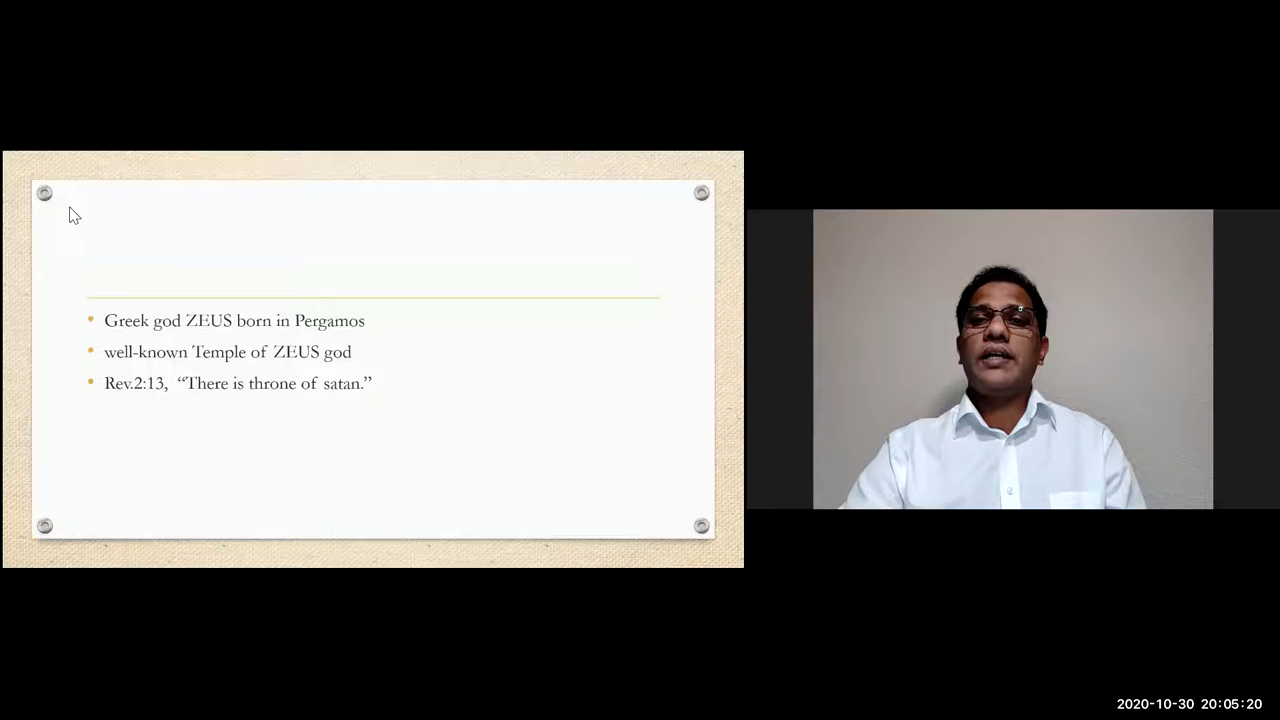 Greek god ZEUS born in Pergamos
well-known Temple of ZEUS god
Rev.2:13, “There is throne of satan.”
2020-10-30 20:05:20